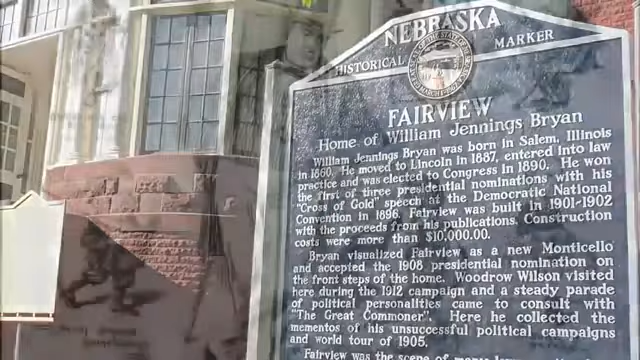 NEBRASKA
HISTORICAL MARKER
FAIRVIEW
Home of William Jennings Bryan
William Jennings Bryan was born in Salem, Illinois
in 1860. He moved to Lincoln in 1887, entered into law
practice and was elected to Congress in 1890. He won
the first of three presidential nominations with his
"Cross of Gold" speech at the Democratic National
Convention in 1896. Fairview was built in 1901-1902
with the proceeds from his publications. Construction
costs were more than $10,000.00.
Bryan visualized Fairview as a new Monticello
and accepted the 1908 presidential nomination on
the front steps of the home. Woodrow Wilson visited
here during the 1912 campaign and a steady parade
of political personalities came to consult with
"The Great Commoner". Here he collected the
mementos of his unsuccessful political campaigns
and world tour of 1905.
Fairview was the scene of many